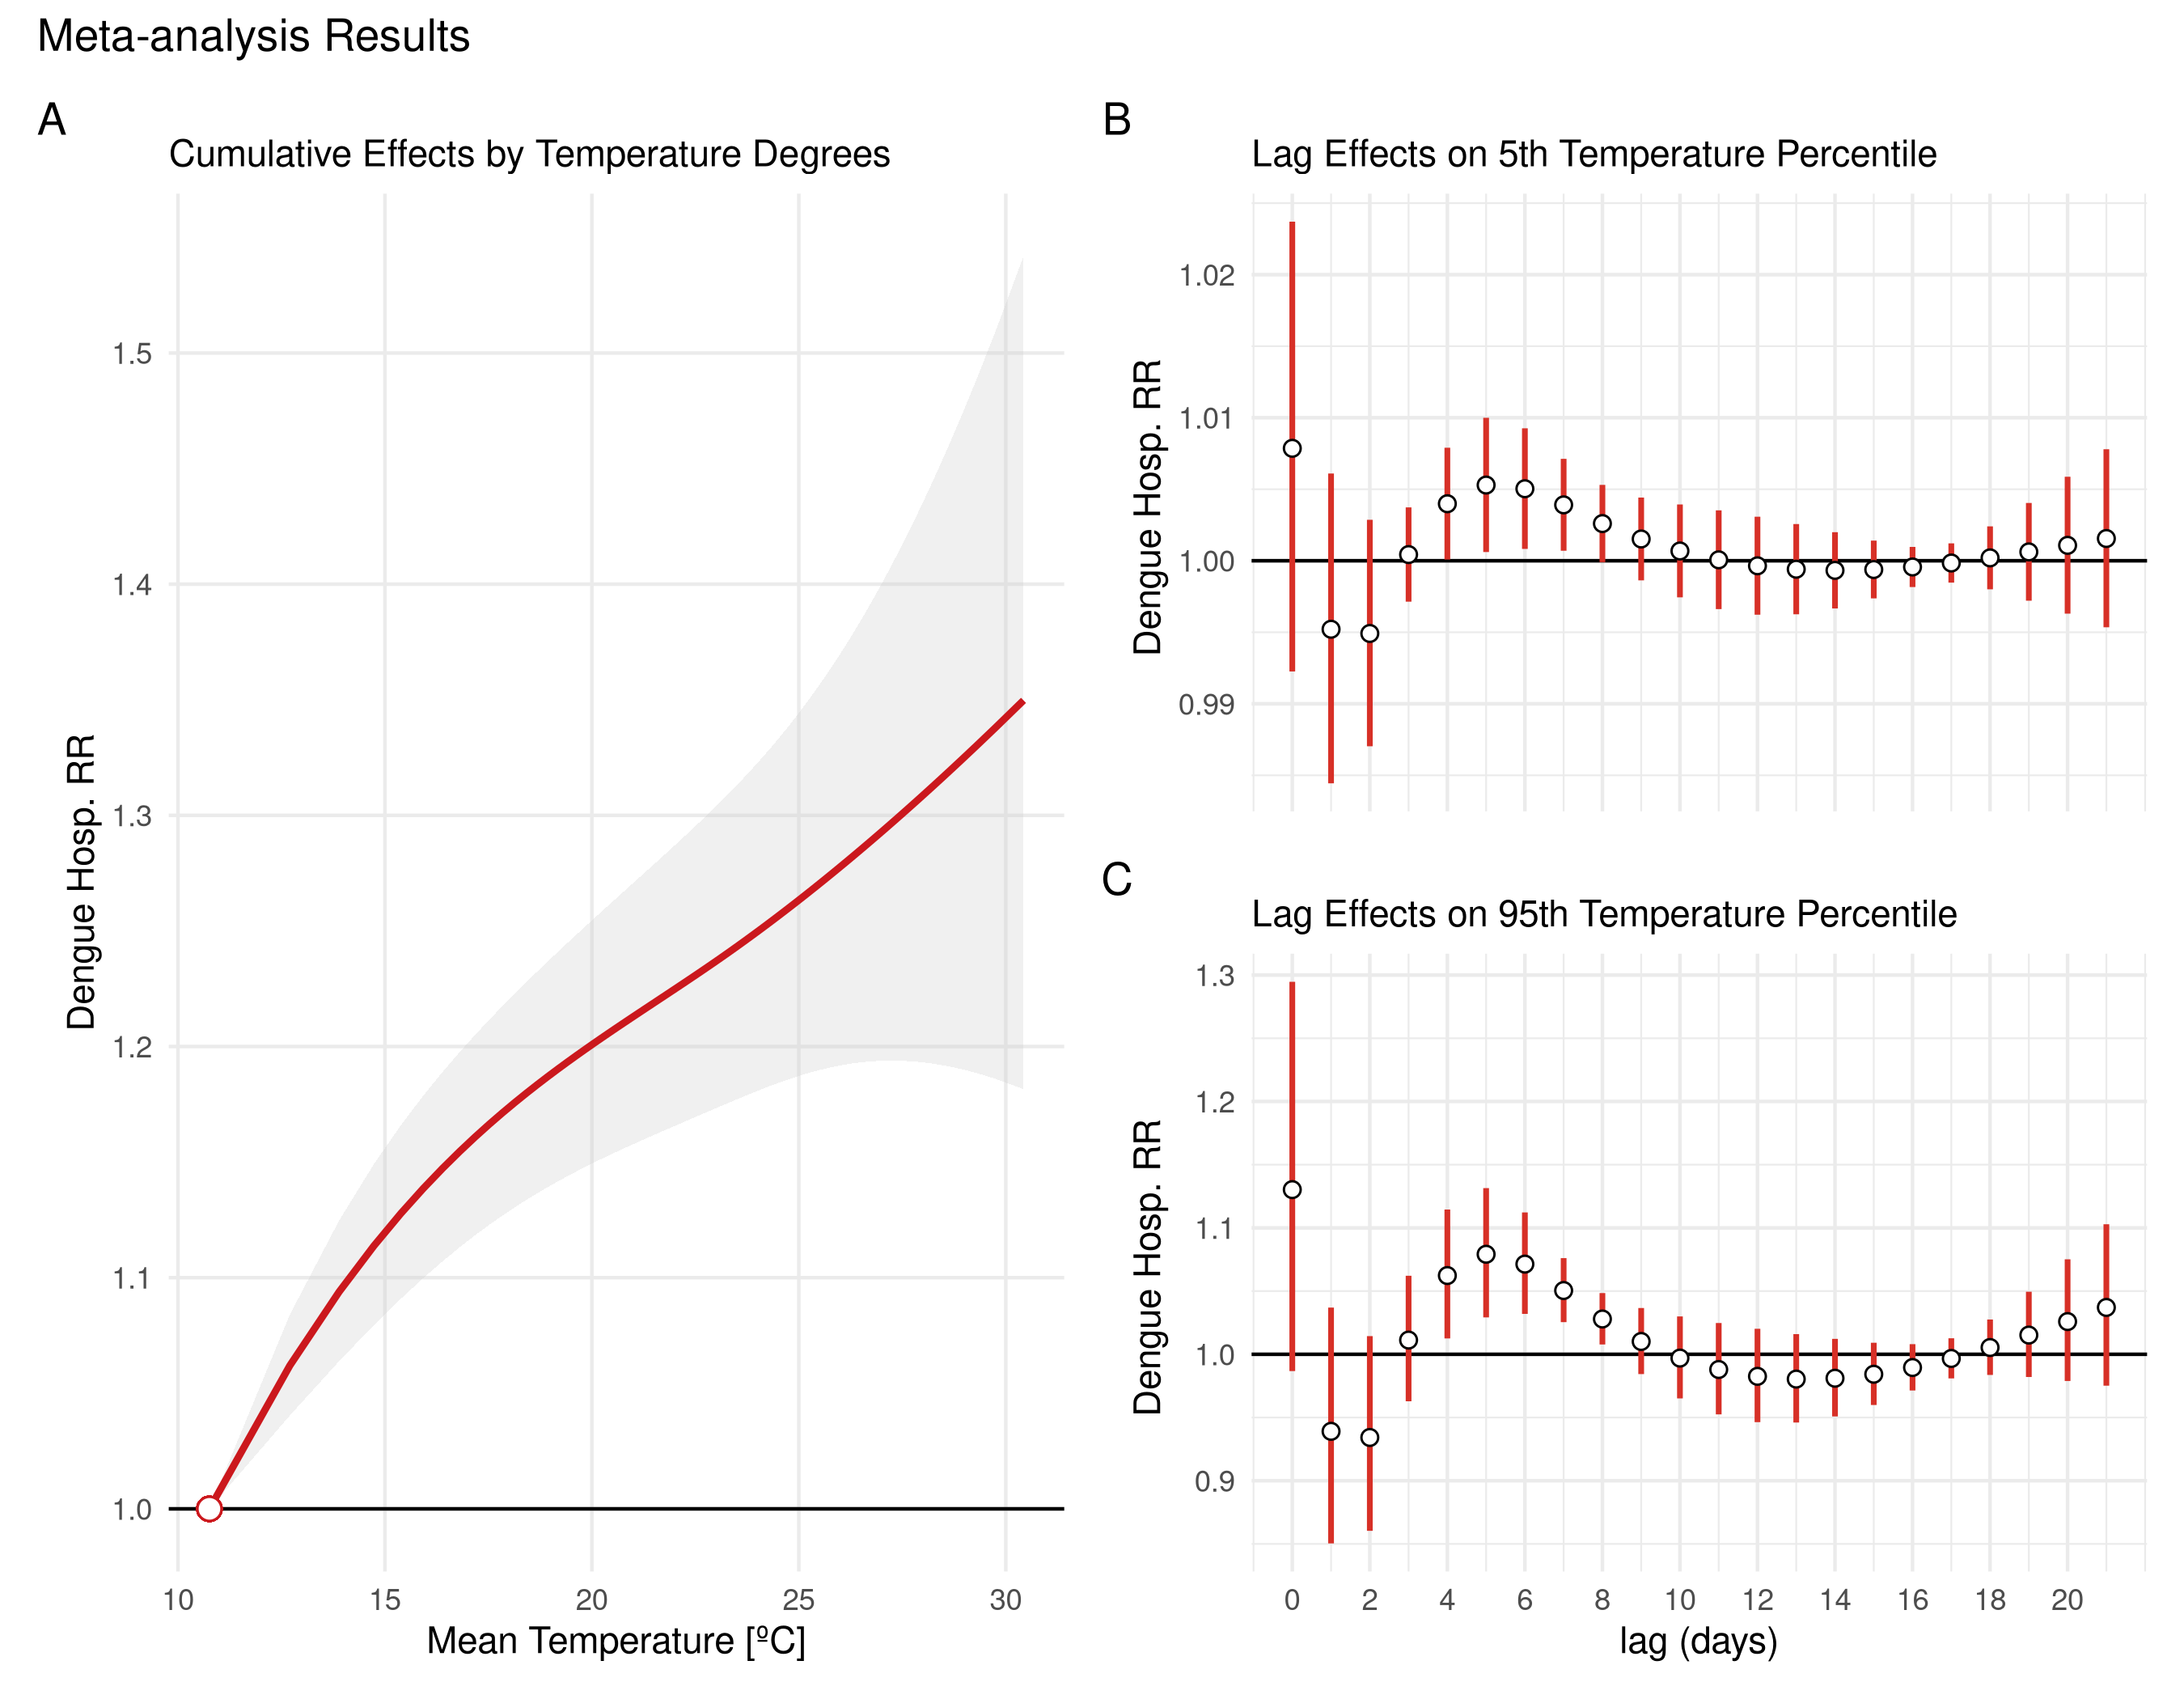 Meta-analysis Results
A
Cumulative Effects by Temperature Degrees
Dengue Hosp. RR
1.5
1.4
1.3
1.2
1.1
1.0
10 15 20 25 30
Mean Temperature [ºC]
B
Lag Effects on 5th Temperature Percentile
Dengue Hosp. RR
1.02
1.01
1.00
0.99
C
Lag Effects on 95th Temperature Percentile
Dengue Hosp. RR
1.3
1.2
1.1
1.0
0.9
0 2 4 6 8 10 12 14 16 18 20
lag (days)